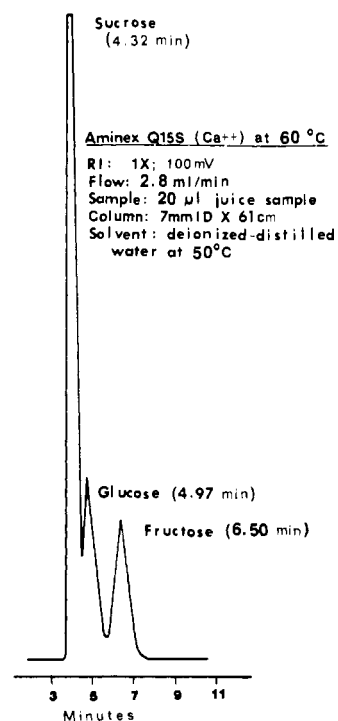 Sucrose
(4.32 min)
Aminex Q15S (Ca++) at 60 °C
RI: 1X; 100mV
Flow: 2.8 ml/min
Sample: 20 µl juice sample
Column: 7mm ID X 61cm
Solvent: deionized-distilled
water at 50°C
Glucose (4.97 min)
Fructose (6.50 min)
3 5 7 9 11
Minutes